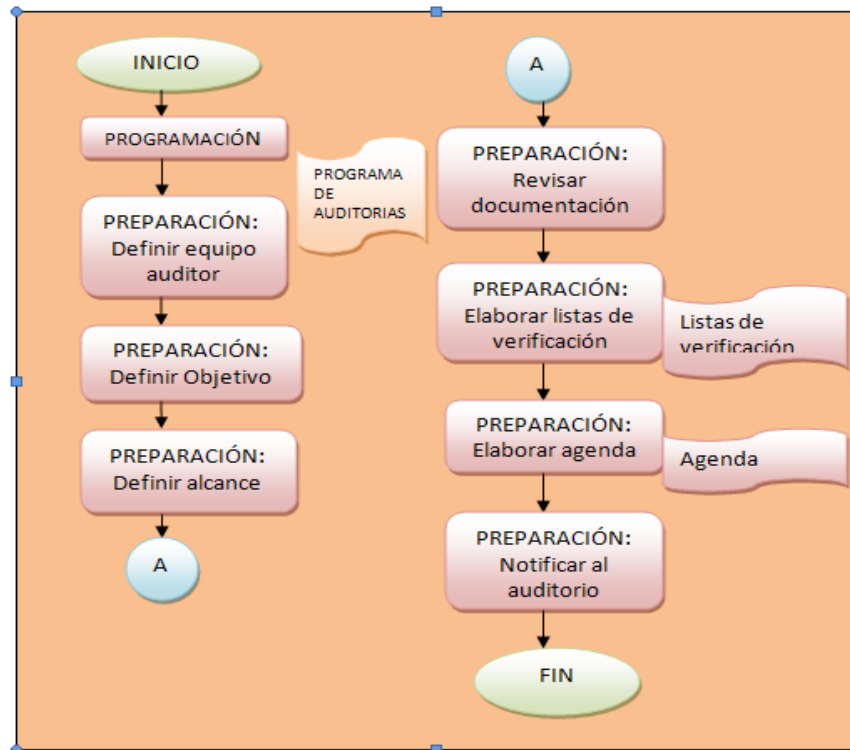 INICIO
PROGRAMACIÓN
PROGRAMA
DE
AUDITORIAS
PREPARACIÓN:
Definir equipo
auditor
PREPARACIÓN:
Definir Objetivo
PREPARACIÓN:
Definir alcance
A
A
PREPARACIÓN:
Revisar
documentación
PREPARACIÓN:
Elaborar listas de
verificación
Listas de
verificación
PREPARACIÓN:
Elaborar agenda
Agenda
PREPARACIÓN:
Notificar al
auditorio
FIN